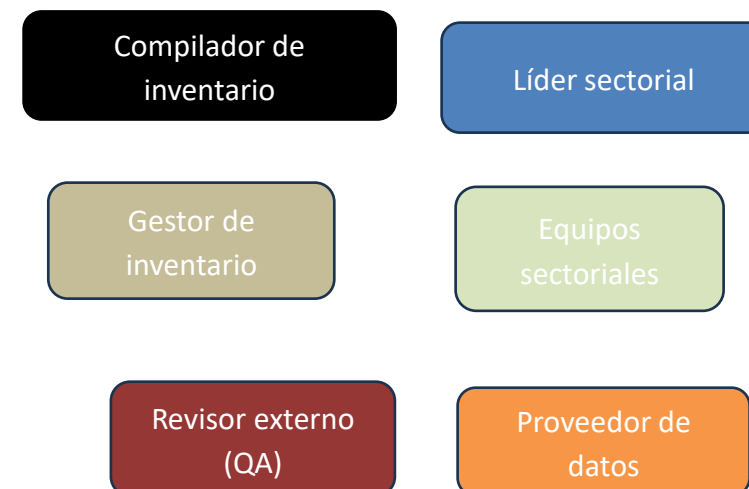 Compilador de
inventario
Líder sectorial
Gestor de
inventario
Equipos
sectoriales
Revisor externo
(QA)
Proveedor de
datos